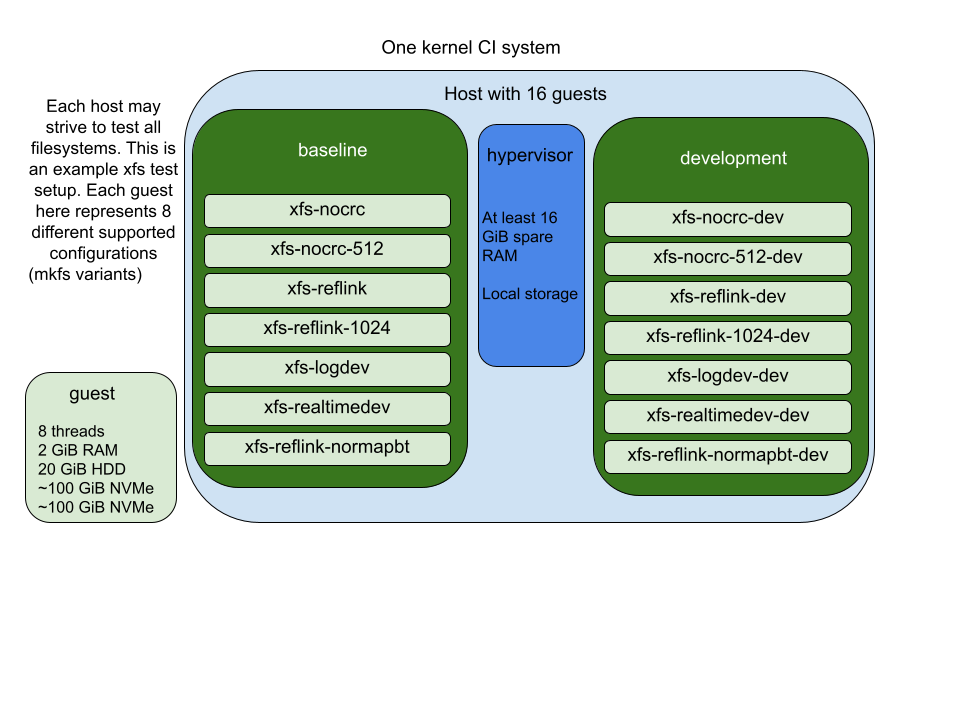 One kernel CI system
Host with 16 guests
Each host may
strive to test all
filesystems. This is
an example xfs test
setup. Each guest
here represents 8
different supported
configurations
(mkfs variants)
guest
8 threads
2 GiB RAM
20 GiB HDD
~100 GiB NVMe
~100 GiB NVMe
baseline
xfs-nocrc
xfs-nocrc-512
xfs-reflink
xfs-reflink-1024
xfs-logdev
xfs-realtimedev
xfs-reflink-normapbt
hypervisor
At least 16
GiB spare
RAM
Local storage
development
xfs-nocrc-dev
xfs-nocrc-512-dev
xfs-reflink-dev
xfs-reflink-1024-dev
xfs-logdev-dev
xfs-realtimedev-dev
xfs-reflink-normapbt-dev